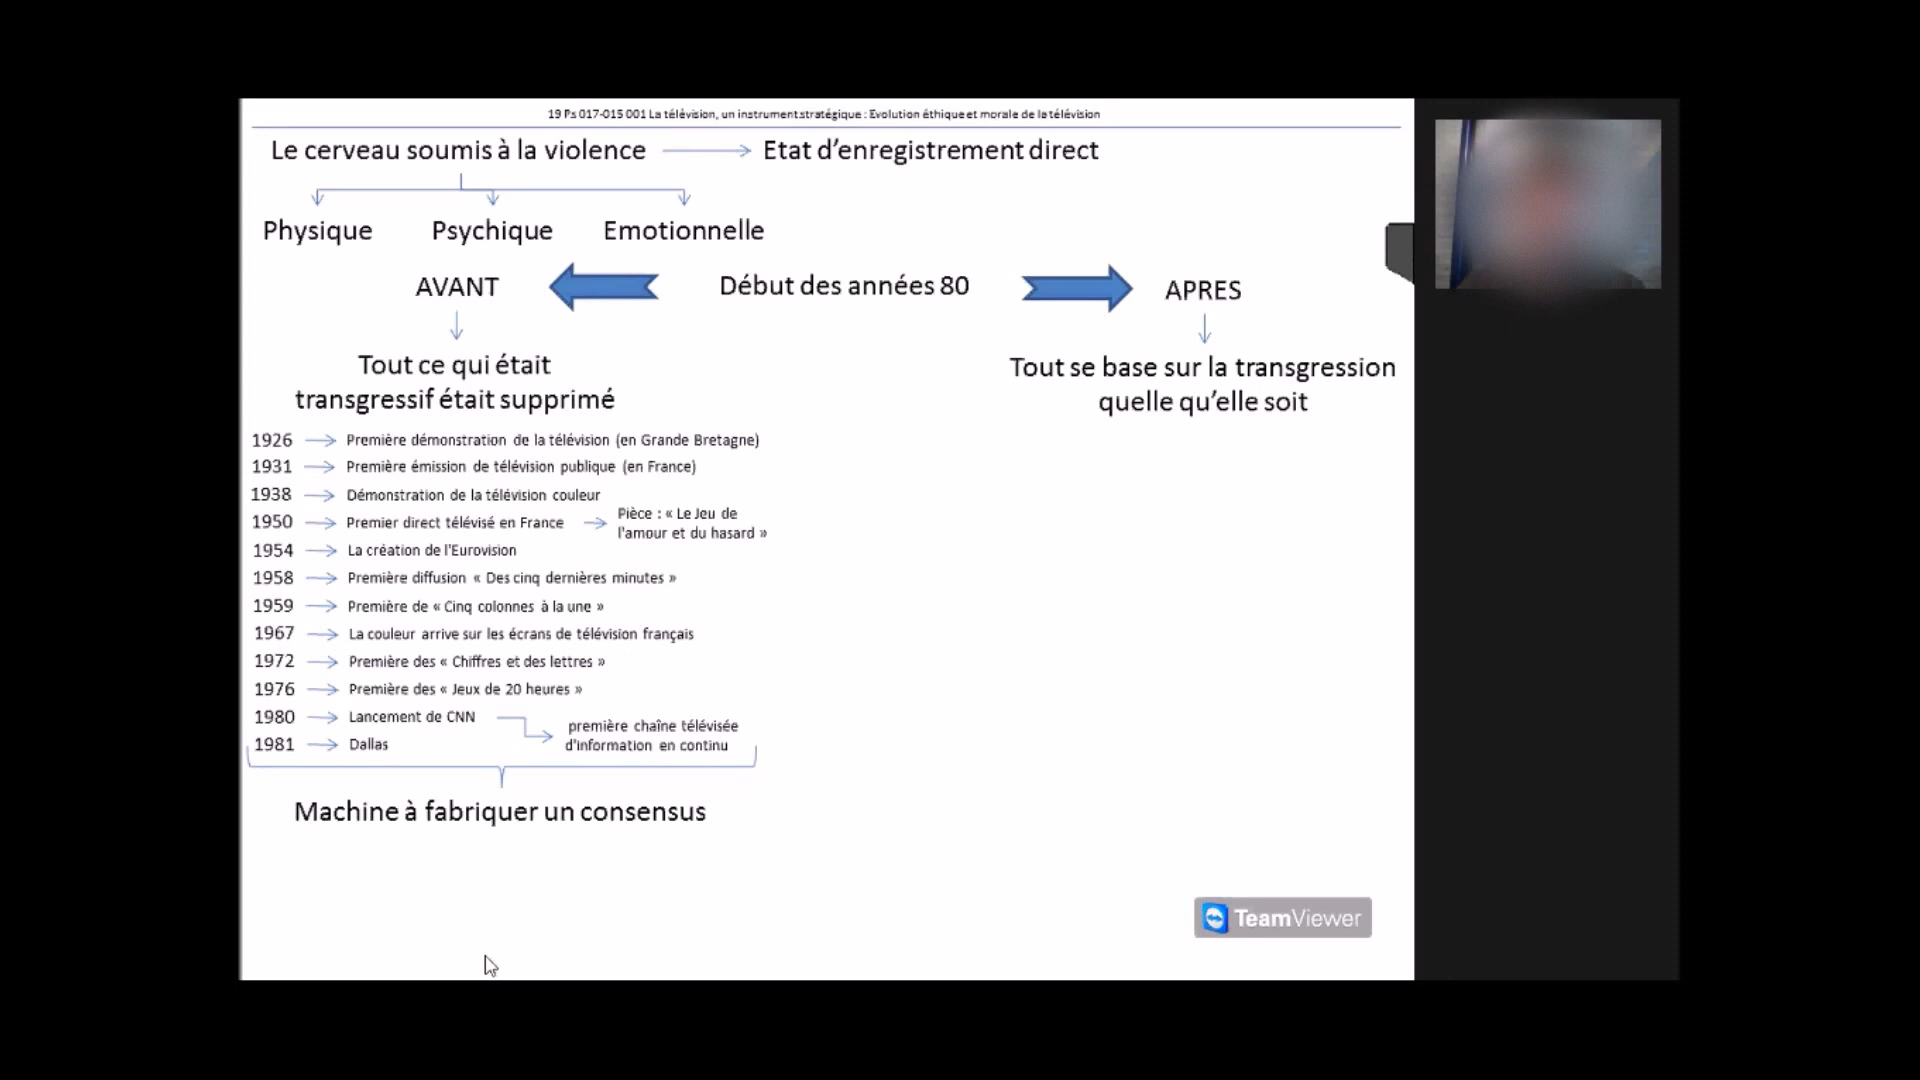 19 Ps 017-015 001 La télévision, un instrument stratégique : Evolution éthique et morale de la télévision
Le cerveau soumis à la violence
Etat d’enregistrement direct
Physique
Psychique
Emotionnelle
AVANT
Début des années 80
APRES
Tout ce qui était
transgressif était supprimé
Tout se base sur la transgression
quelle qu’elle soit
1926 Première démonstration de la télévision (en Grande Bretagne)
1931 Première émission de télévision publique (en France)
1938 Démonstration de la télévision couleur
1950 Premier direct télévisé en France
Pièce : « Le Jeu de
l'amour et du hasard »
1954 La création de l'Eurovision
1958 Première diffusion « Des cinq dernières minutes »
1959 Première de « Cinq colonnes à la une »
1967 La couleur arrive sur les écrans de télévision français
1972 Première des « Chiffres et des lettres »
1976 Première des « Jeux de 20 heures »
1980 Lancement de CNN
première chaîne télévisée
d'information en continu
1981 Dallas
Machine à fabriquer un consensus
TeamViewer